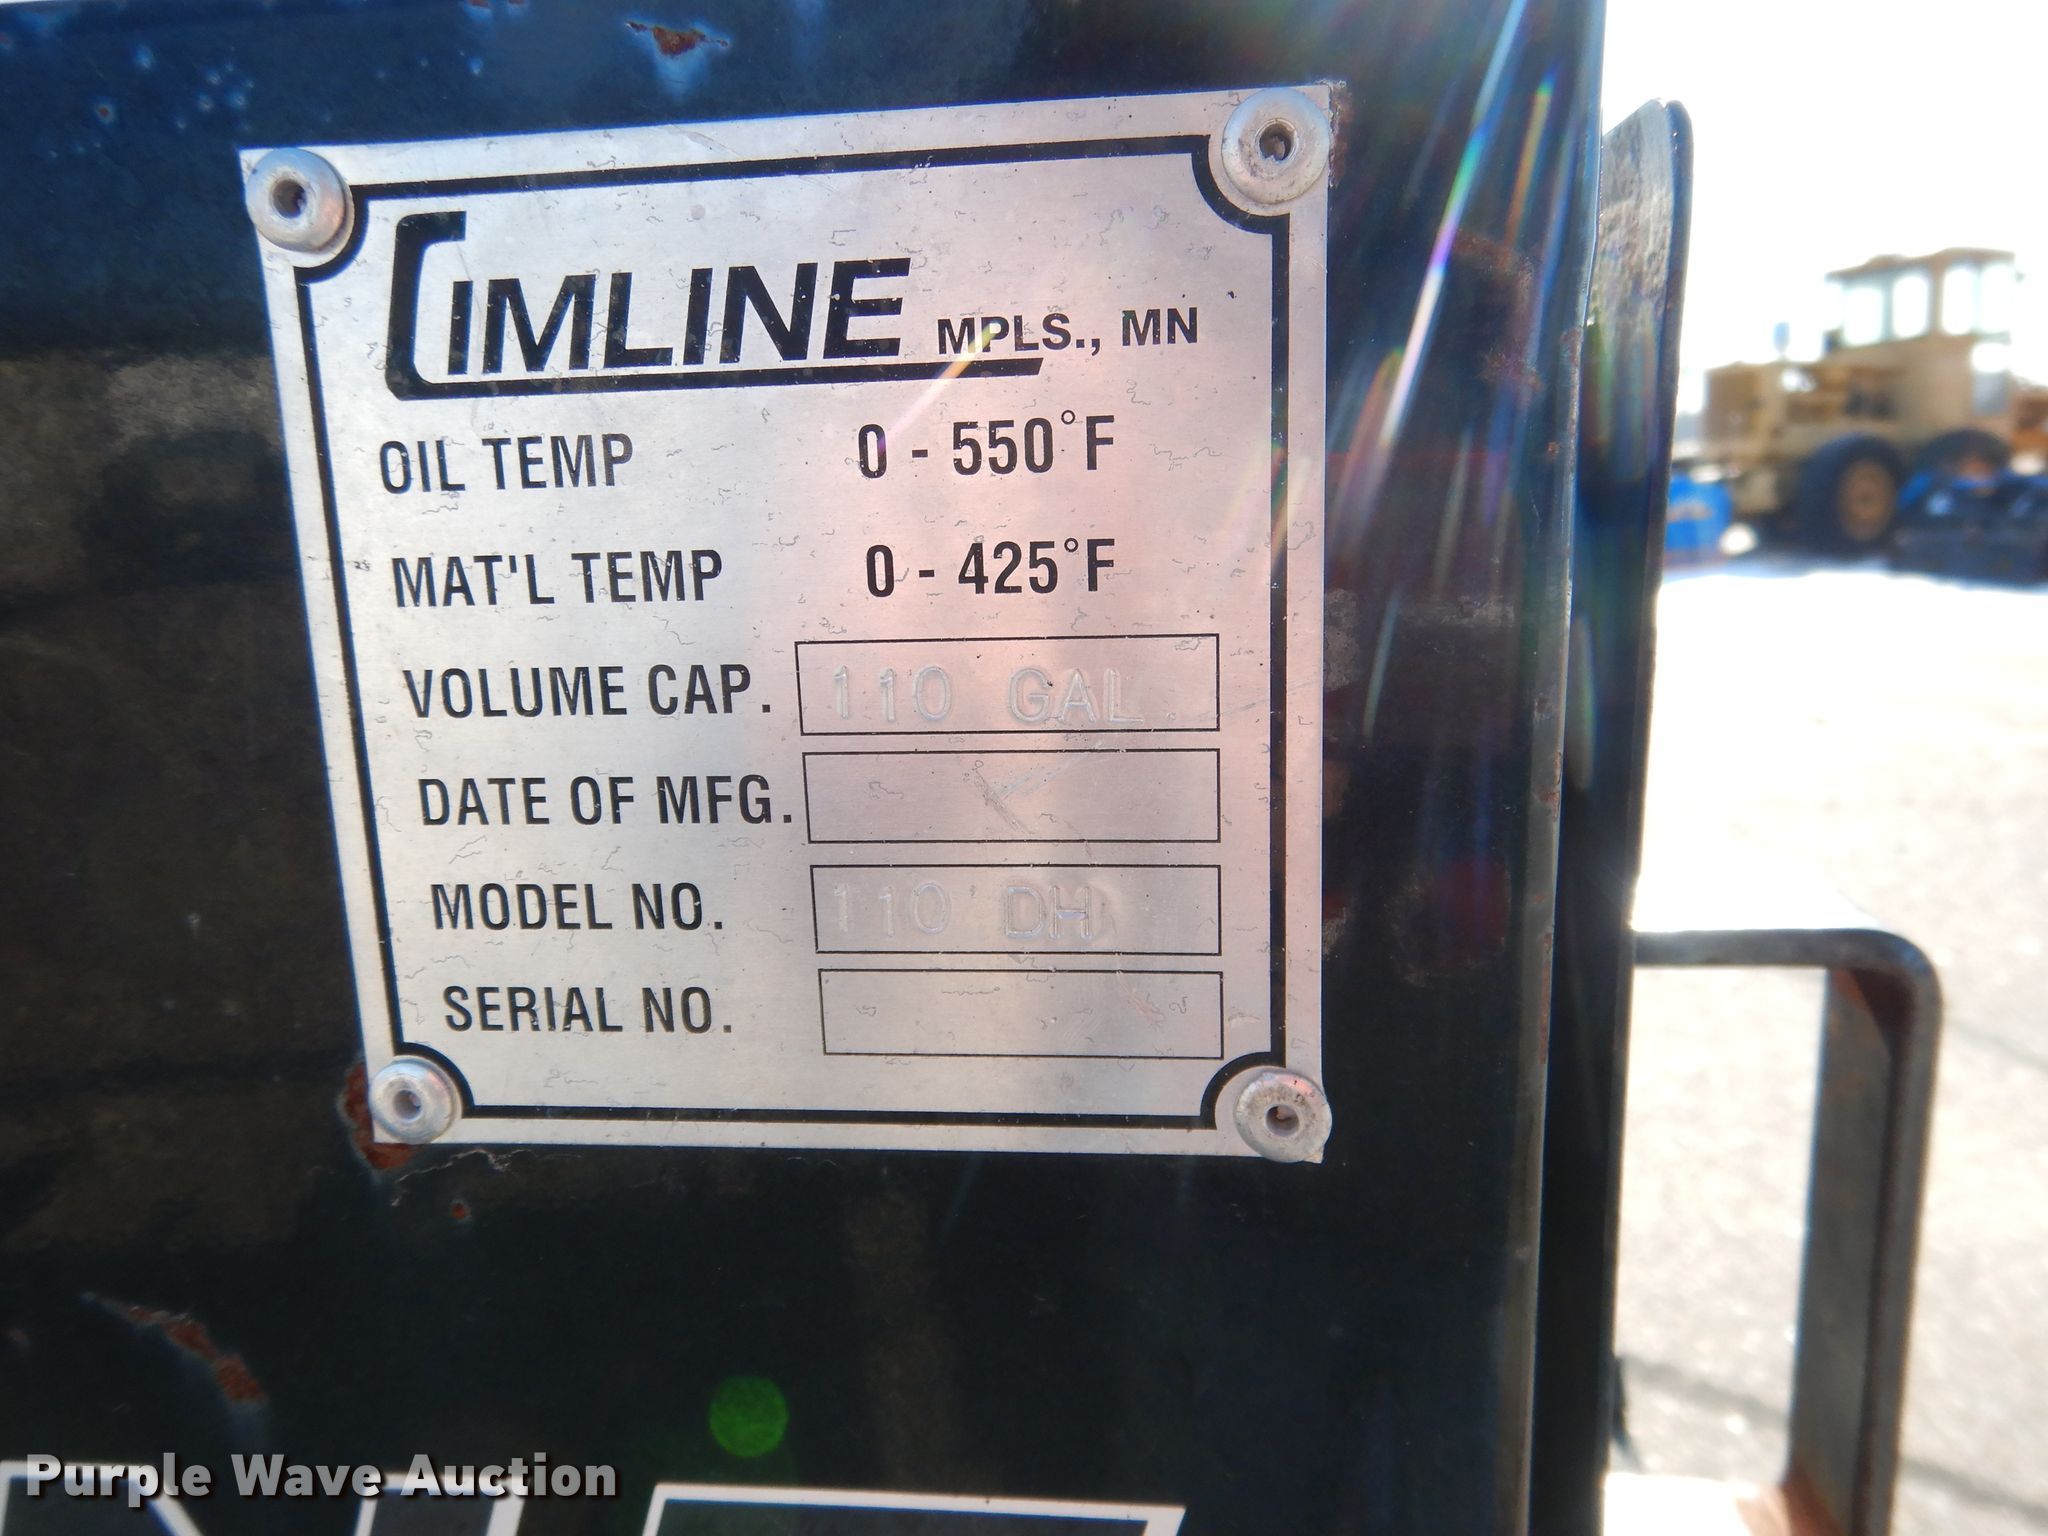 CIMLINE MPLS., MN
OIL TEMP 0 - 550°F
MAT'L TEMP 0 - 425°F
VOLUME CAP. 110 GAL.
DATE OF MFG.
MODEL NO. 110 DH
SERIAL NO.
Purple Wave Auction